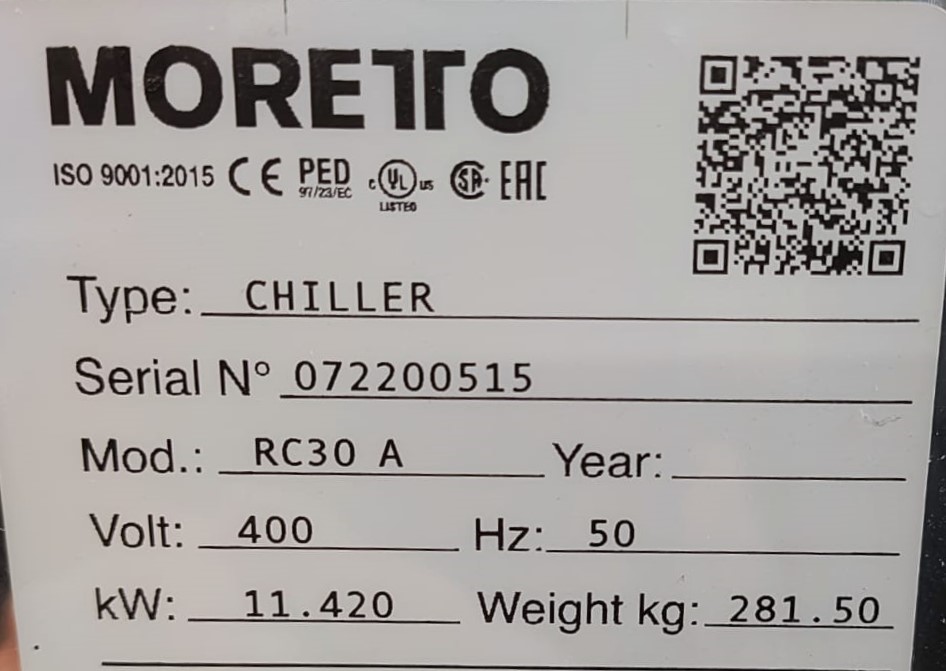 MORETTO
ISO 9001:2015 CE PED 97/23/EC c UL us LISTED SA EAC
Type: CHILLER
Serial N° 072200515
Mod.: RC30 A Year:
Volt: 400 Hz: 50
kW: 11.420 Weight kg: 281.50